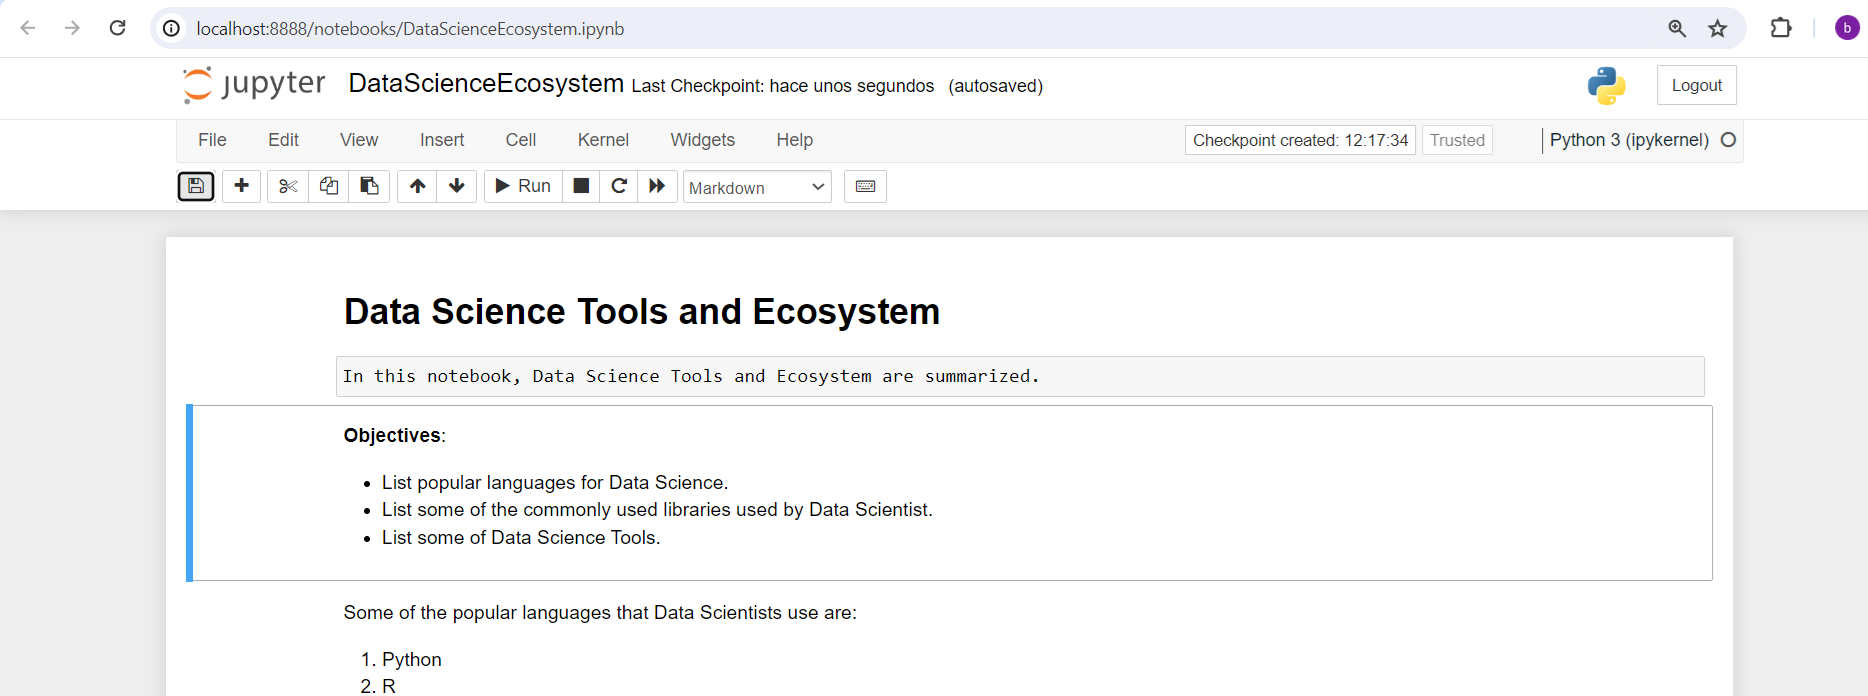 localhost:8888/notebooks/DataScienceEcosystem.ipynb
b
jupyter DataScienceEcosystem Last Checkpoint: hace unos segundos (autosaved)
Logout
File Edit View Insert Cell Kernel Widgets Help
Checkpoint created: 12:17:34 Trusted Python 3 (ipykernel)
Run Markdown
Data Science Tools and Ecosystem
In this notebook, Data Science Tools and Ecosystem are summarized.
Objectives:
• List popular languages for Data Science.
• List some of the commonly used libraries used by Data Scientist.
• List some of Data Science Tools.
Some of the popular languages that Data Scientists use are:
1. Python
2. R